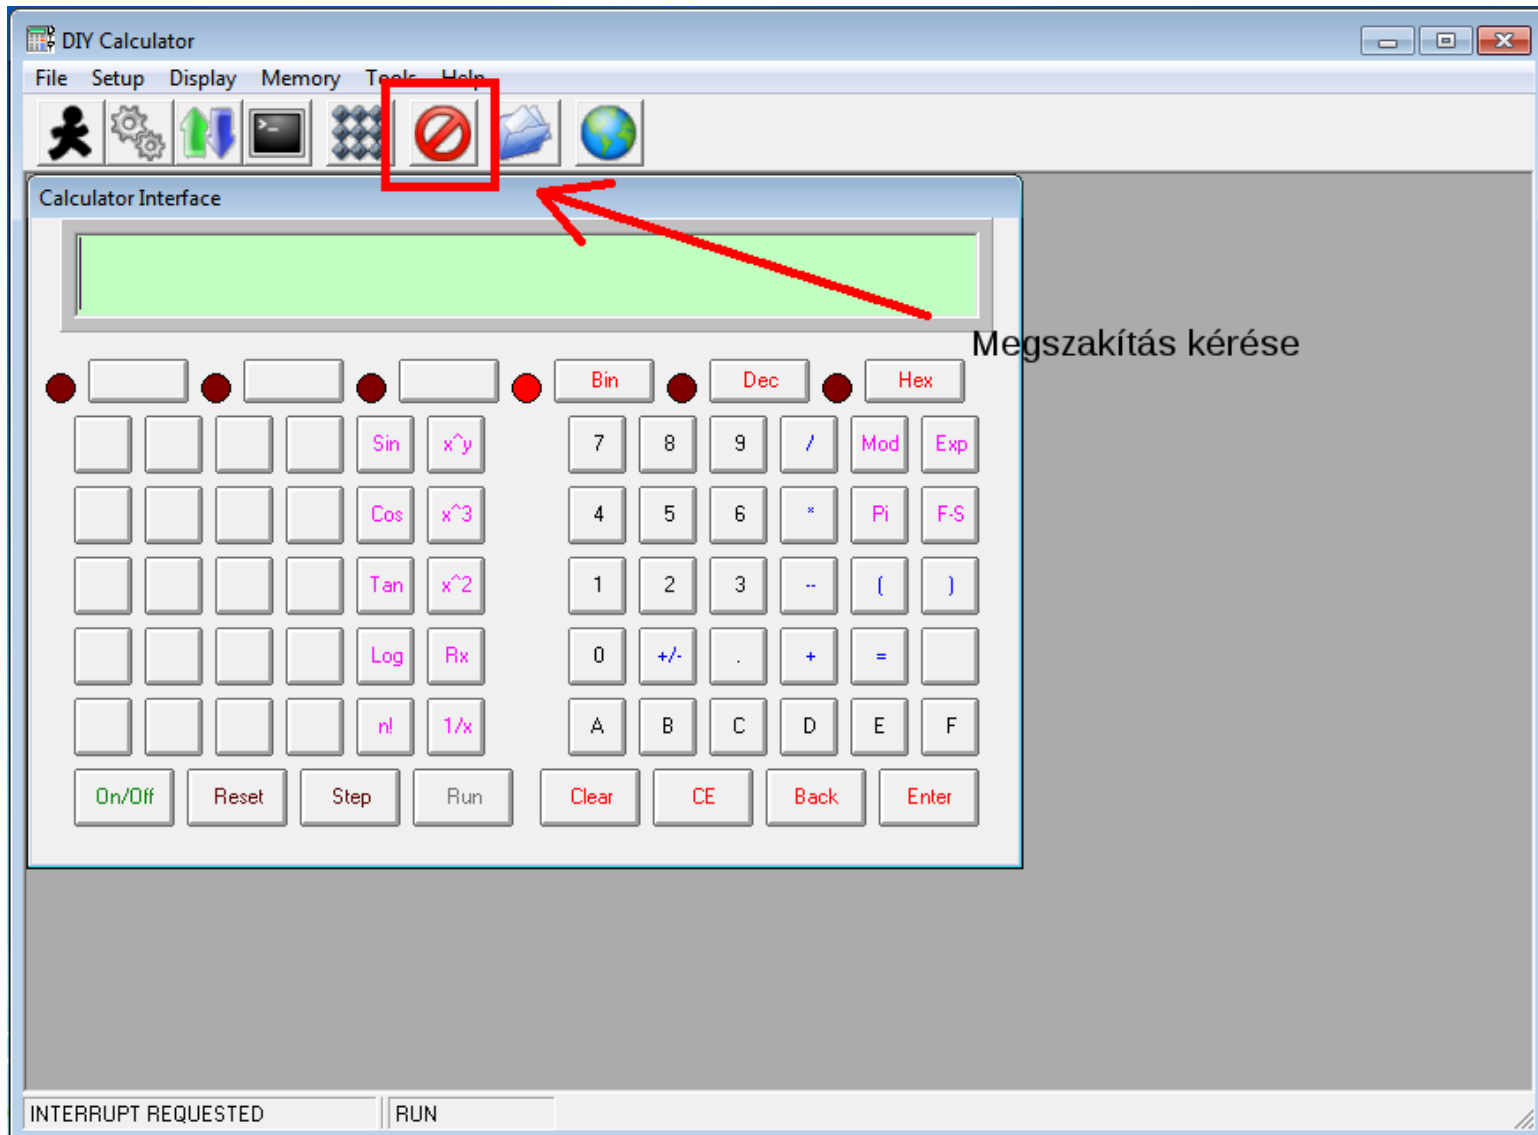 DIY Calculator
File Setup Display Memory Tools Help
Calculator Interface
Megszakítás kérése
Bin Dec Hex
Sin x^y 7 8 9 / Mod Exp
Cos x^3 4 5 6 * Pi F-S
Tan x^2 1 2 3 -- ( )
Log Rx 0 +/- . + =
n! 1/x A B C D E F
On/Off Reset Step Run Clear CE Back Enter
INTERRUPT REQUESTED RUN